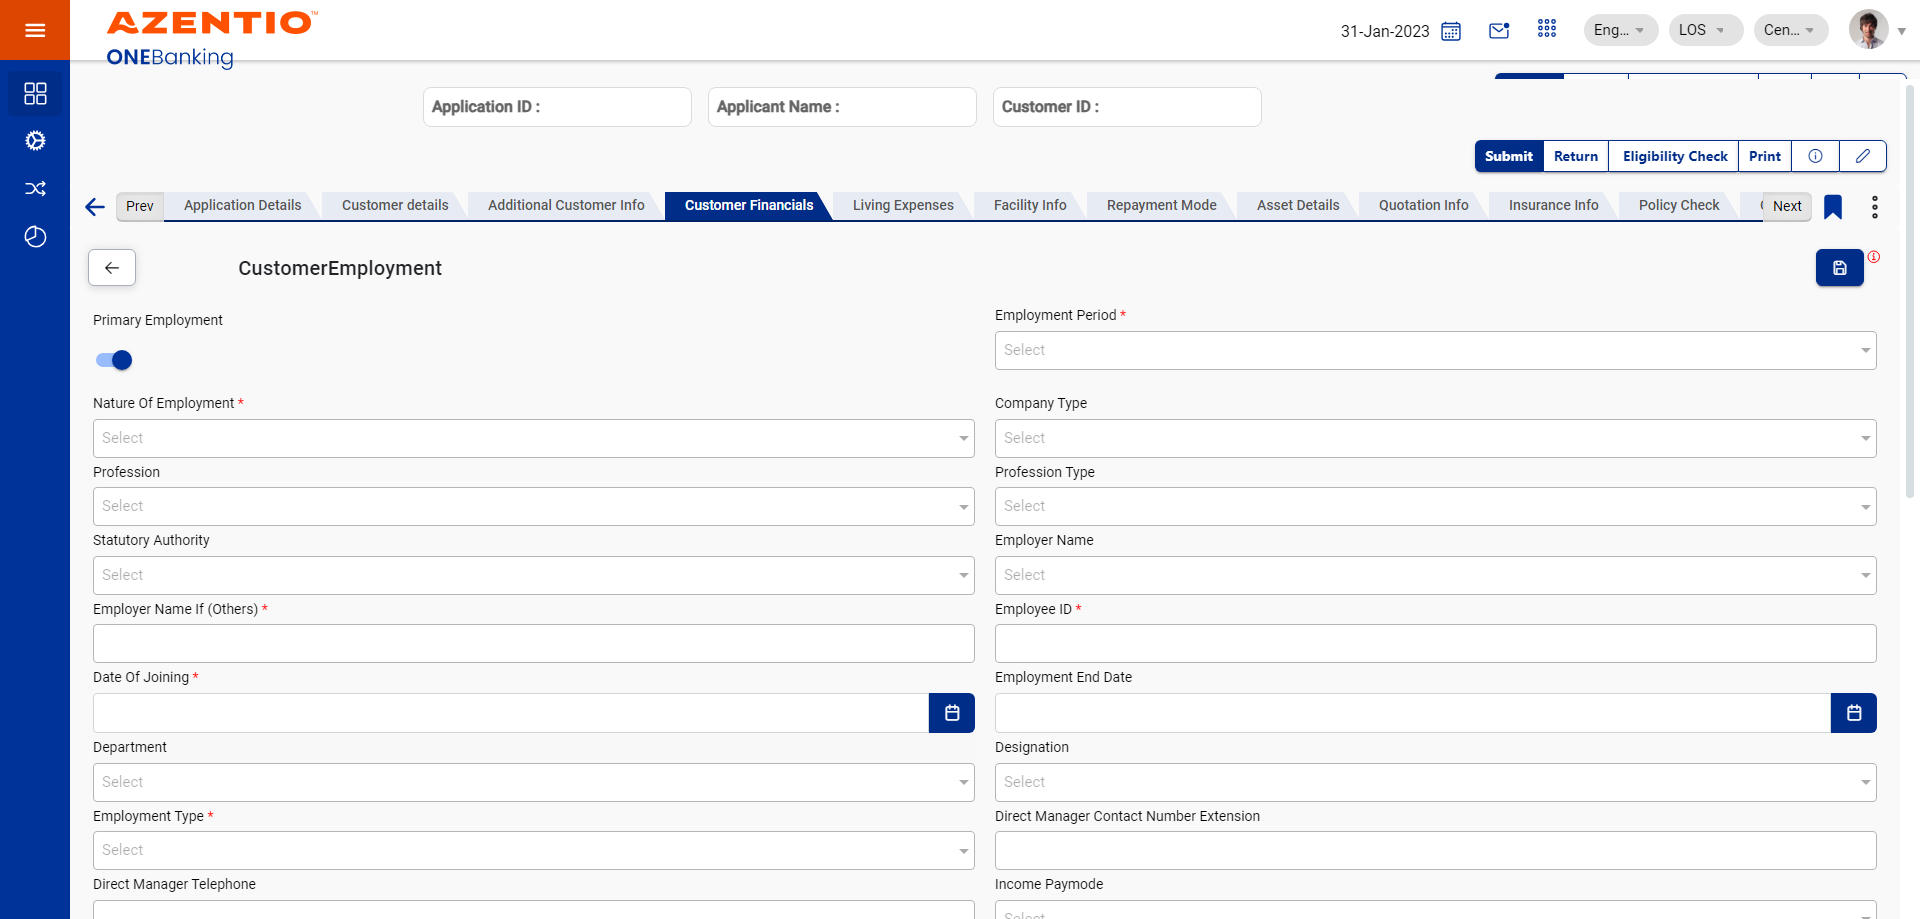 AZENTIO™
ONEBanking
31-Jan-2023
Eng...
LOS
Cen...
Application ID :
Applicant Name :
Customer ID :
Submit
Return
Eligibility Check
Print
Prev
Application Details
Customer details
Additional Customer Info
Customer Financials
Living Expenses
Facility Info
Repayment Mode
Asset Details
Quotation Info
Insurance Info
Policy Check
Next
CustomerEmployment
Primary Employment
Employment Period *
Select
Nature Of Employment *
Company Type
Select
Select
Profession
Profession Type
Select
Select
Statutory Authority
Employer Name
Select
Select
Employer Name If (Others) *
Employee ID *
Date Of Joining *
Employment End Date
Department
Designation
Select
Select
Employment Type *
Direct Manager Contact Number Extension
Select
Direct Manager Telephone
Income Paymode
Select